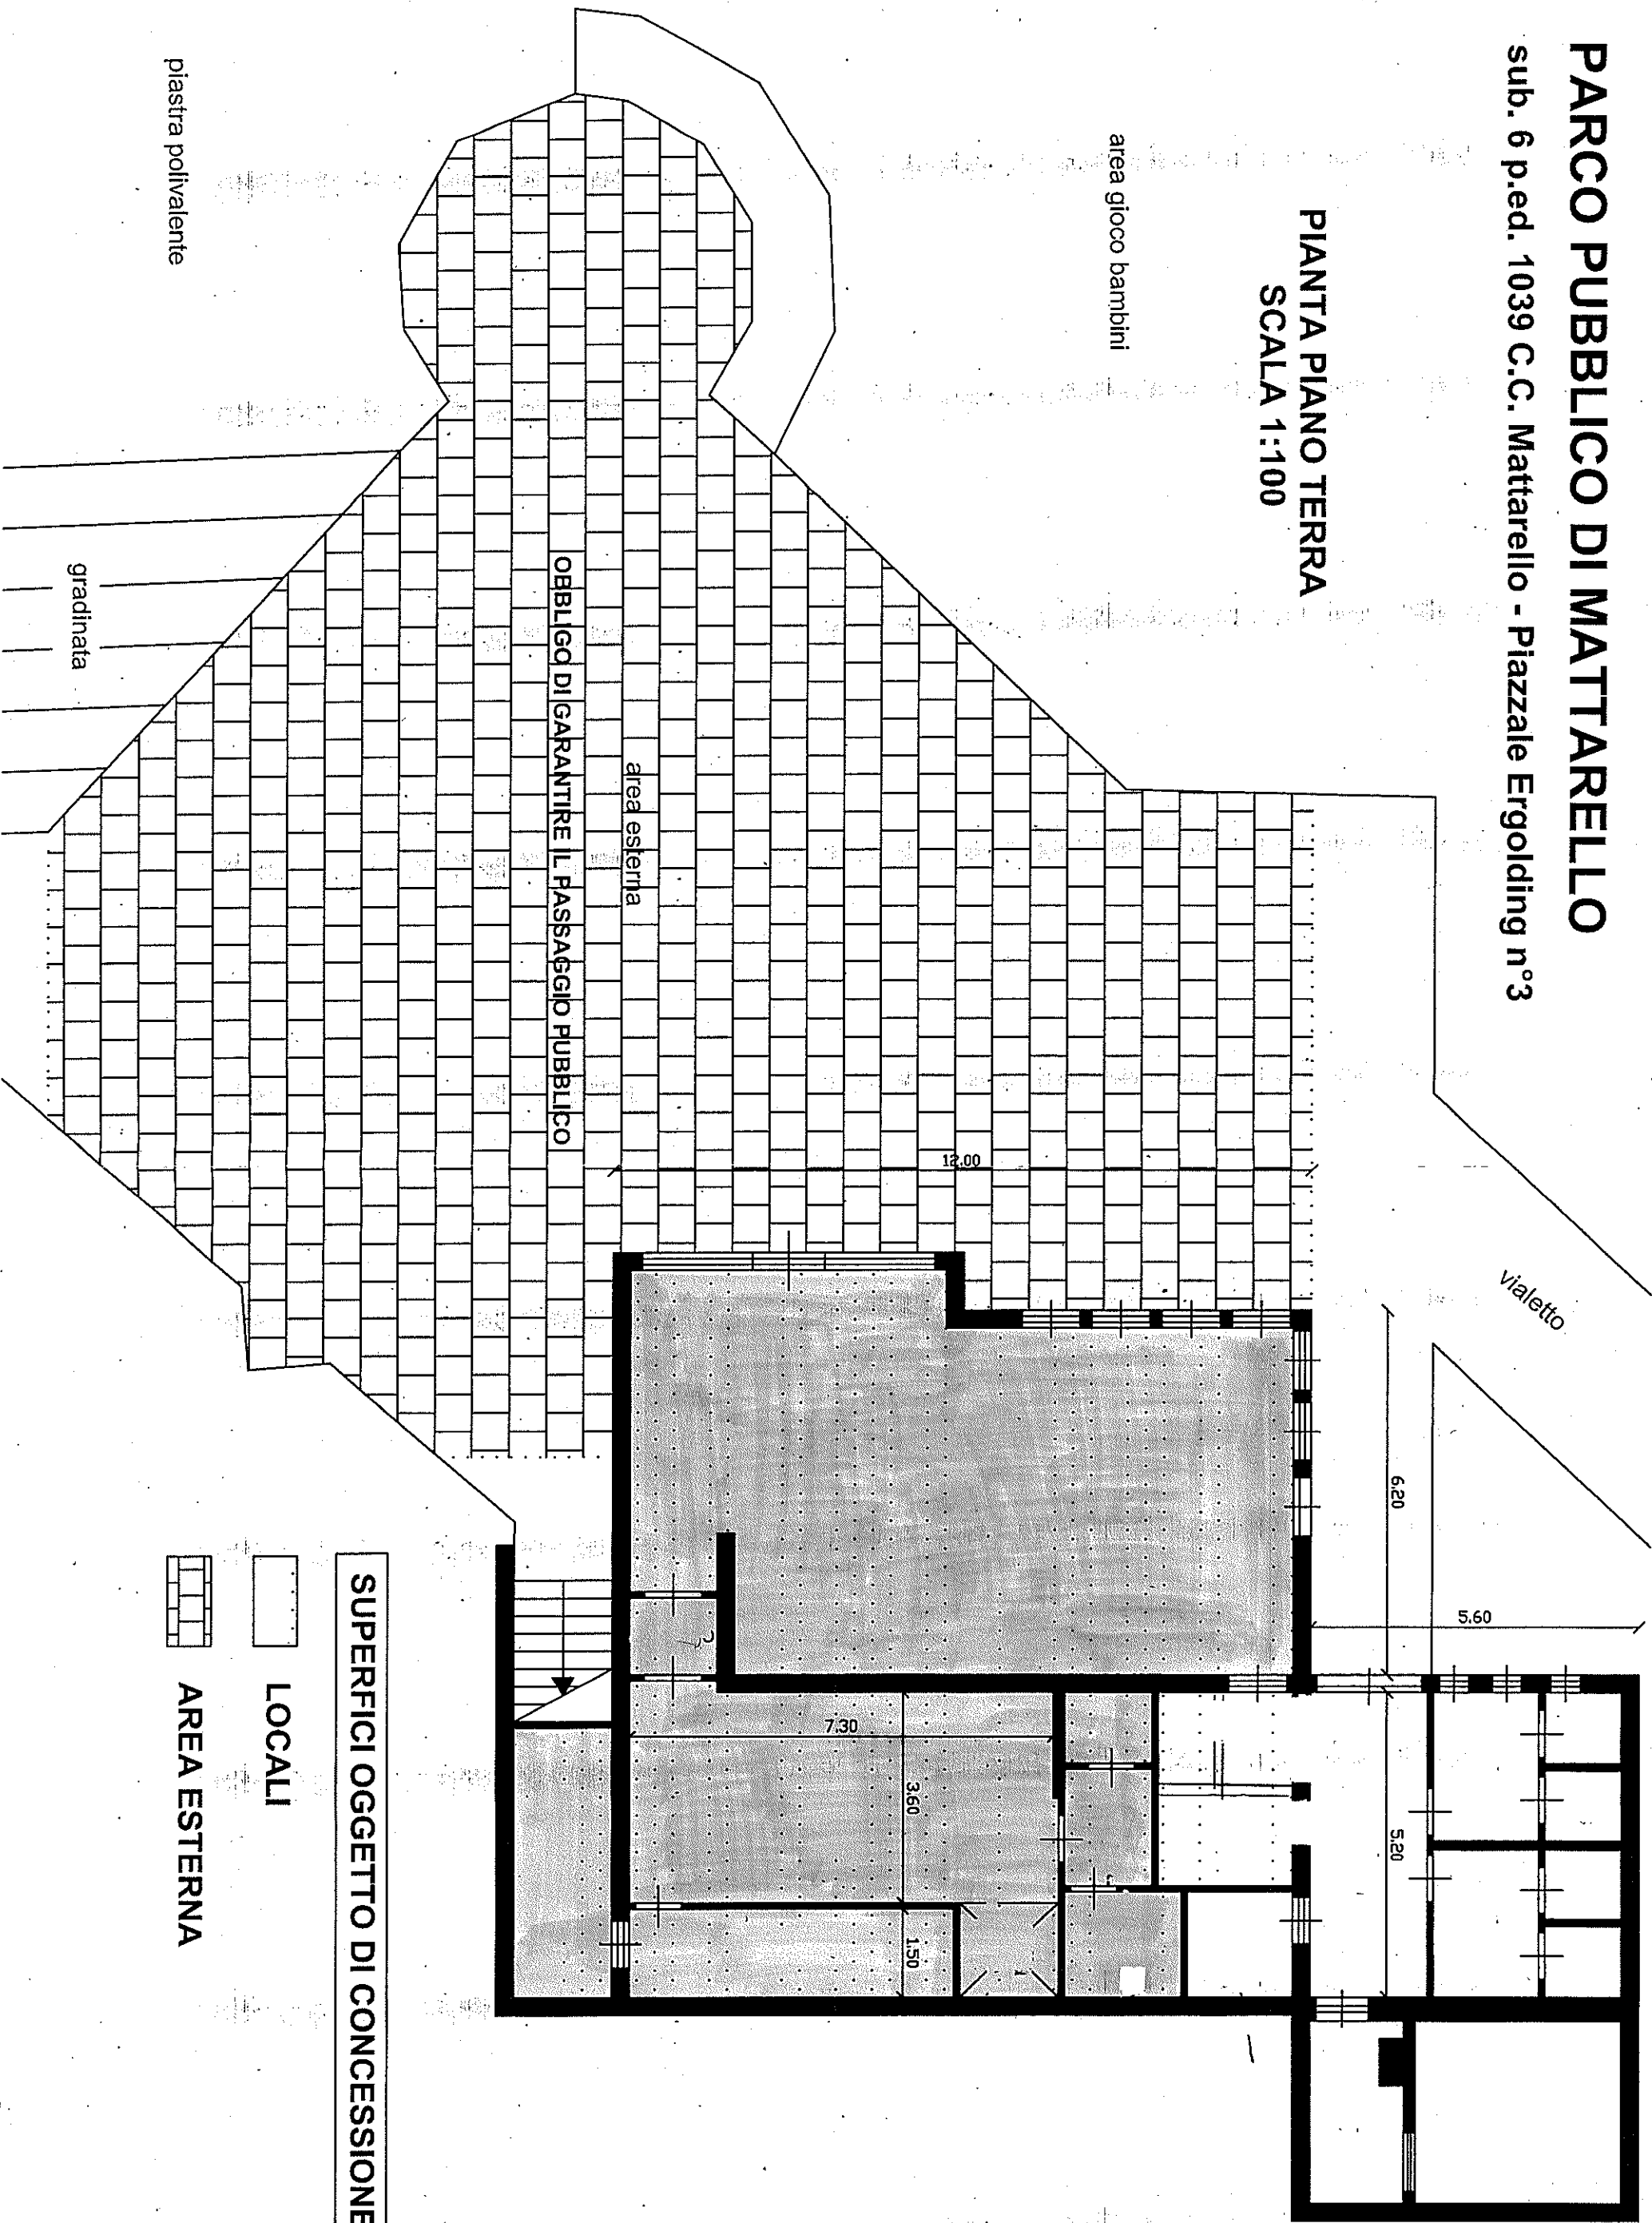 PARCO PUBBLICO DI MATTARELLO
sub. 6 p.ed. 1039 C.C. Mattarello - Piazzale Ergolding n°3
PIANTA PIANO TERRA
SCALA 1:100
area gioco bambini
piastra polivalente
vialetto
gradinata
area esterna
OBBLIGO DI GARANTIRE IL PASSAGGIO PUBBLICO
12.00
6.20
5.60
5.20
7.30
3.60
1.50
SUPERFICI OGGETTO DI CONCESSIONE
LOCALI
AREA ESTERNA